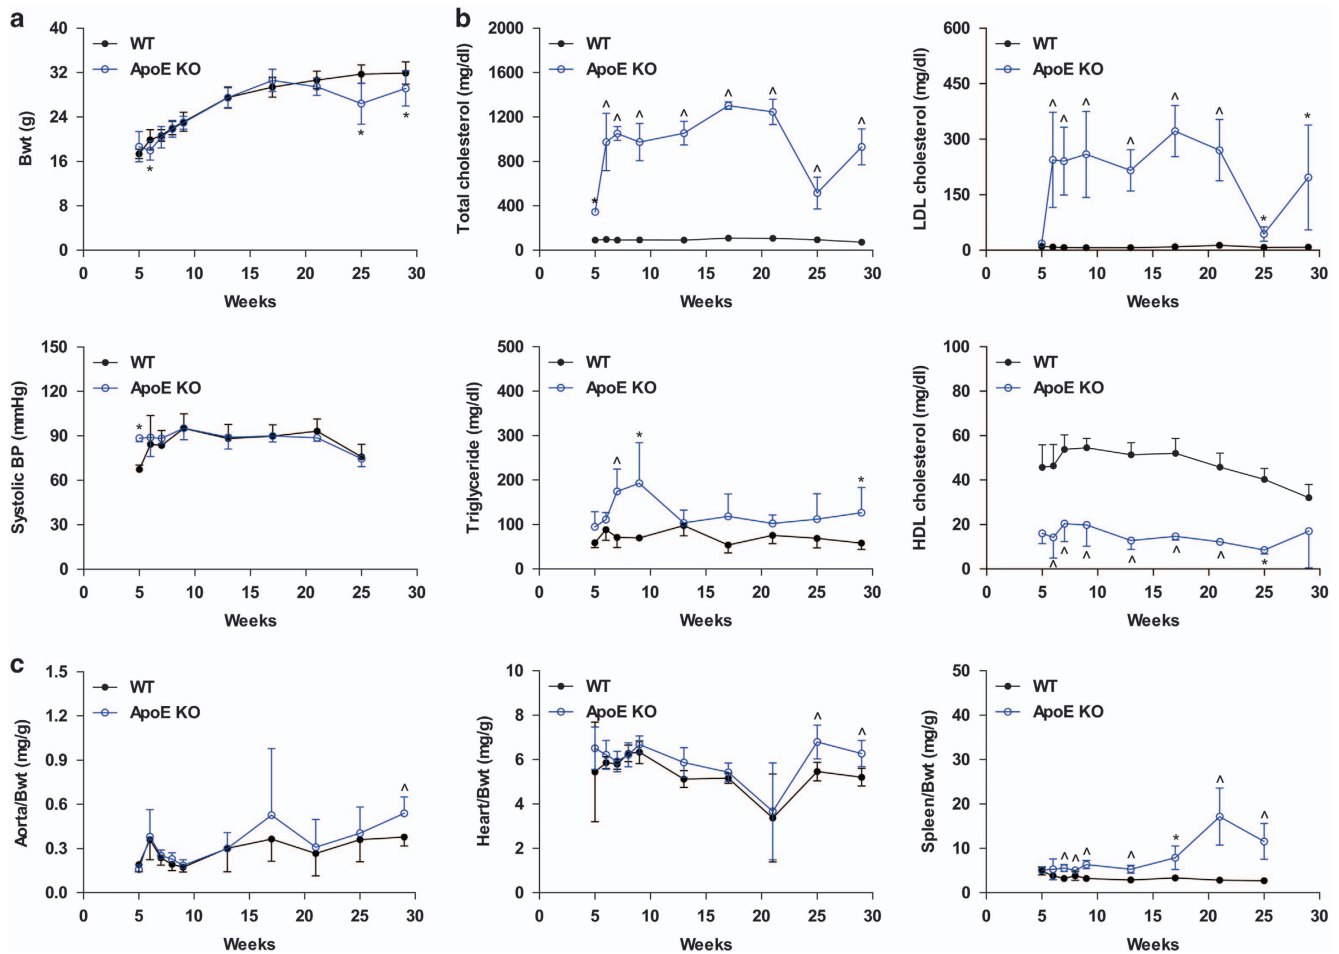 a
40
32
24
16
8
0
Bwt (g)
WT
ApoE KO
*
*
*
0 5 10 15 20 25 30
Weeks
b
2000
1600
1200
800
400
0
Total cholesterol (mg/dl)
WT
ApoE KO
* ^ ^ ^ ^ ^ ^ ^ ^
0 5 10 15 20 25 30
Weeks
600
450
300
150
0
LDL cholesterol (mg/dl)
WT
ApoE KO
^ ^ ^ ^ ^ ^ * *
0 5 10 15 20 25 30
Weeks
150
120
90
60
30
0
Systolic BP (mmHg)
WT
ApoE KO
*
0 5 10 15 20 25 30
Weeks
500
400
300
200
100
0
Triglyceride (mg/dl)
WT
ApoE KO
^ * *
0 5 10 15 20 25 30
Weeks
100
80
60
40
20
0
HDL cholesterol (mg/dl)
WT
ApoE KO
^ ^ ^ ^ ^ ^ *
0 5 10 15 20 25 30
Weeks
c
1.5
1.2
0.9
0.6
0.3
0.0
Aorta/Bwt (mg/g)
WT
ApoE KO
^
0 5 10 15 20 25 30
Weeks
10
8
6
4
2
0
Heart/Bwt (mg/g)
WT
ApoE KO
^ ^
0 5 10 15 20 25 30
Weeks
50
40
30
20
10
0
Spleen/Bwt (mg/g)
WT
ApoE KO
^ ^ ^ ^ * ^ ^
0 5 10 15 20 25 30
Weeks